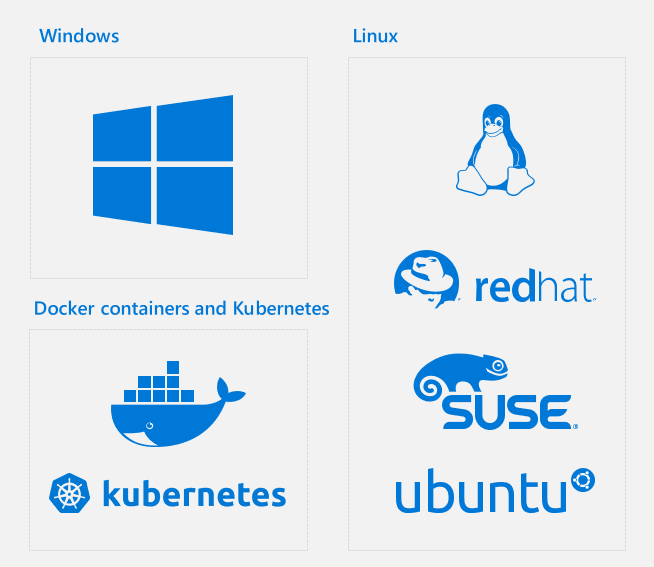 Windows
Linux
redhat
Docker containers and Kubernetes
SUSE®
kubernetes
ubuntu